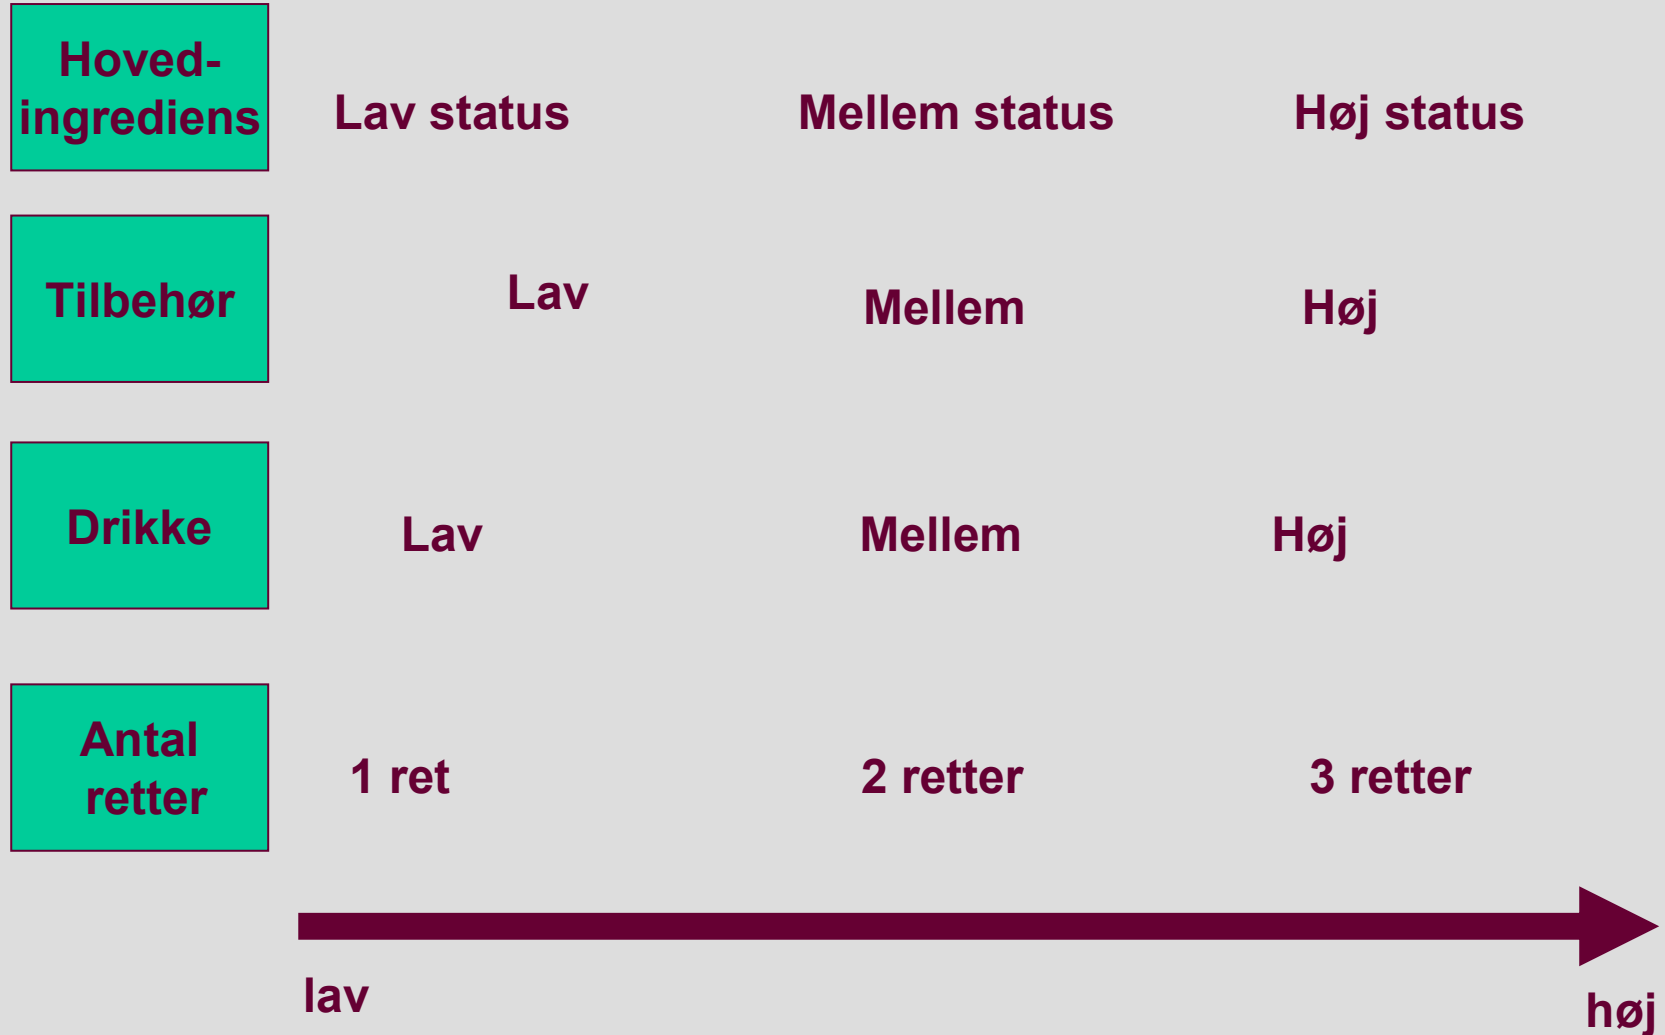 Hoved-
ingrediens
Lav status
Mellem status
Høj status
Tilbehør
Lav
Mellem
Høj
Drikke
Lav
Mellem
Høj
Antal
retter
1 ret
2 retter
3 retter
lav
høj